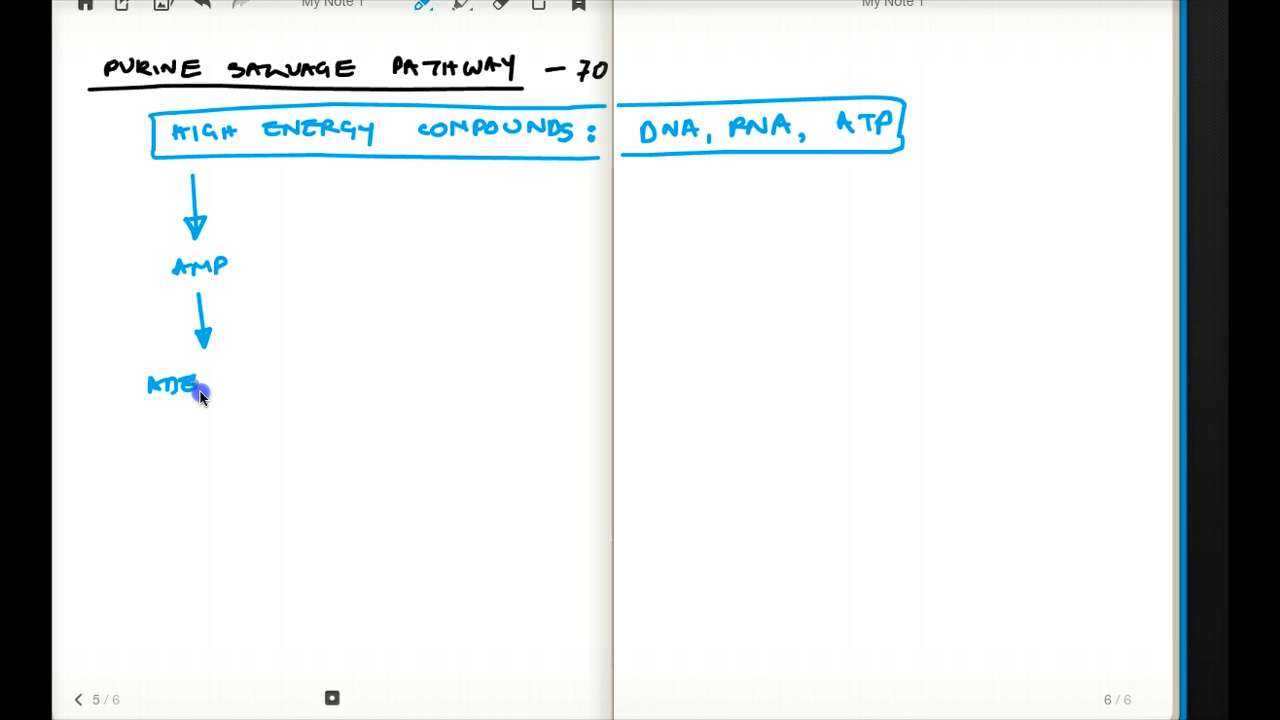 My Note 1
My Note 1
PURINE SALVAGE PATHWAY - 70
HIGH ENERGY COMPOUNDS: DNA, RNA, ATP
AMP
ADE
5 / 6
6 / 6